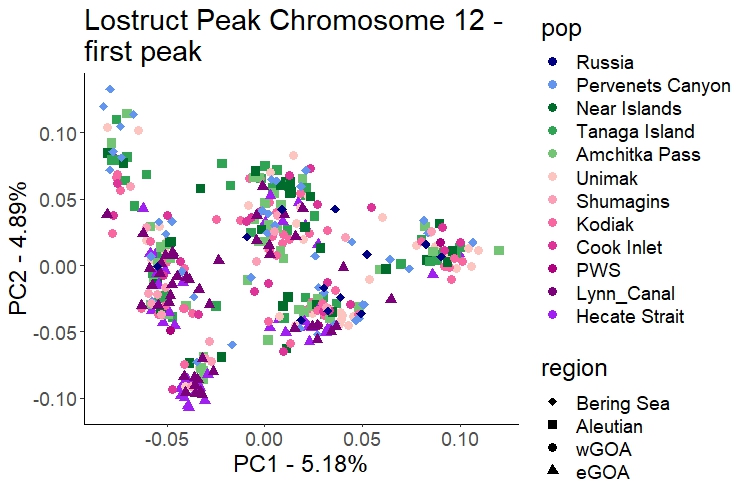 Lostruct Peak Chromosome 12 -
first peak
pop
Russia
Pervenets Canyon
Near Islands
Tanaga Island
Amchitka Pass
Unimak
Shumagins
Kodiak
Cook Inlet
PWS
Lynn_Canal
Hecate Strait
region
Bering Sea
Aleutian
wGOA
eGOA
PC2 - 4.89%
0.10
0.05
0.00
-0.05
-0.10
-0.05
0.00
0.05
0.10
PC1 - 5.18%